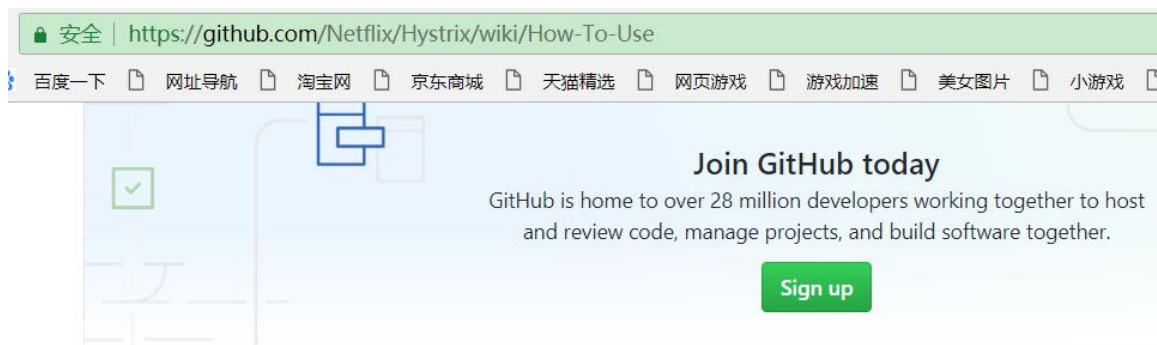 安全 | https://github.com/Netflix/Hystrix/wiki/How-To-Use
百度一下 网址导航 淘宝网 京东商城 天猫精选 网页游戏 游戏加速 美女图片 小游戏
Join GitHub today
GitHub is home to over 28 million developers working together to host
and review code, manage projects, and build software together.
Sign up